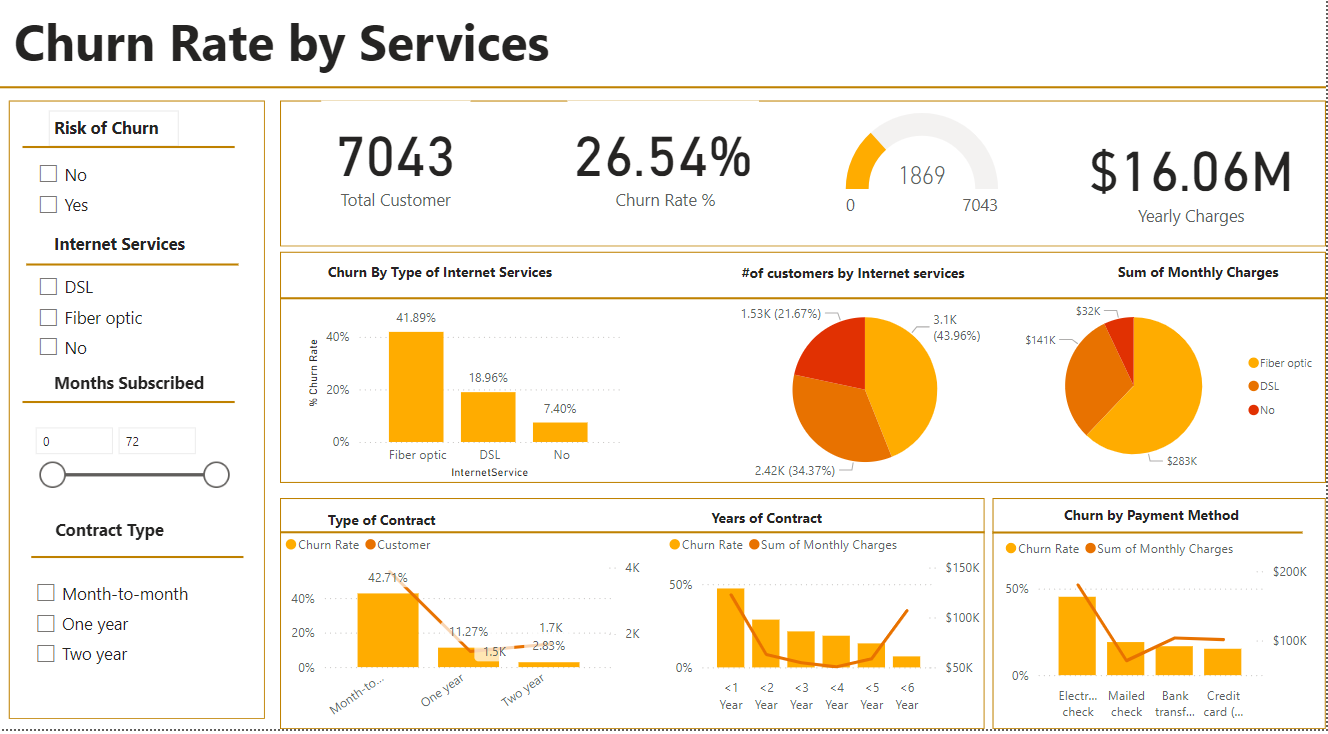 Churn Rate by Services
Risk of Churn
No
Yes
Internet Services
DSL
Fiber optic
No
Months Subscribed
0 72
Contract Type
Month-to-month
One year
Two year
7043
Total Customer
26.54%
Churn Rate %
1869
0 7043
$16.06M
Yearly Charges
Churn By Type of Internet Services
% Churn Rate
40%
20%
0%
41.89%
18.96%
7.40%
Fiber optic DSL No
InternetService
#of customers by Internet services
1.53K (21.67%)
3.1K
(43.96%)
2.42K (34.37%)
Sum of Monthly Charges
$32K
$141K
$283K
Fiber optic
DSL
No
Type of Contract
Churn Rate Customer
40%
20%
0%
42.71%
11.27%
1.5K
1.7K
2.83%
4K
2K
Month-to...
One year
Two year
Years of Contract
Churn Rate Sum of Monthly Charges
50%
0%
$150K
$100K
$50K
<1 <2 <3 <4 <5 <6
Year Year Year Year Year Year
Churn by Payment Method
Churn Rate Sum of Monthly Charges
50%
0%
$200K
$100K
Electr... Mailed Bank Credit
check check transf... card (...